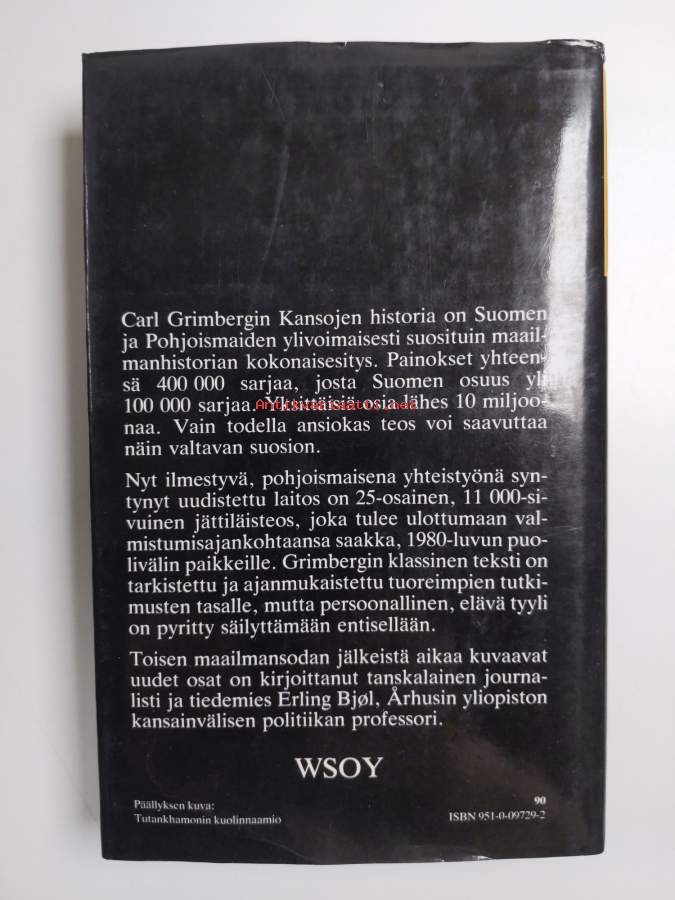 Carl Grimbergin Kansojen historia on Suomen
ja Pohjoismaiden ylivoimaisesti suosituin maail-
manhistorian kokonaisesitys. Painokset yhteen-
sä 400 000 sarjaa, josta Suomen osuus yli
100 000 sarjaa. Yksittäisiä osia lähes 10 miljoo-
naa. Vain todella ansiokas teos voi saavuttaa
näin valtavan suosion.
Antikvariaatti.net
Nyt ilmestyvä, pohjoismaisena yhteistyönä syn-
tynyt uudistettu laitos on 25-osainen, 11 000-si-
vuinen jättiläisteos, joka tulee ulottumaan val-
mistumisajankohtaansa saakka, 1980-luvun puo-
livälin paikkeille. Grimbergin klassinen teksti on
tarkistettu ja ajanmukaistettu tuoreimpien tutki-
musten tasalle, mutta persoonallinen, elävä tyyli
on pyritty säilyttämään entisellään.
Toisen maailmansodan jälkeistä aikaa kuvaavat
uudet osat on kirjoittanut tanskalainen journa-
listi ja tiedemies Erling Bjøl, Århusin yliopiston
kansainvälisen politiikan professori.
WSOY
Päällyksen kuva:
Tutankhamonin kuolinnaamio
90
ISBN 951-0-09729-2